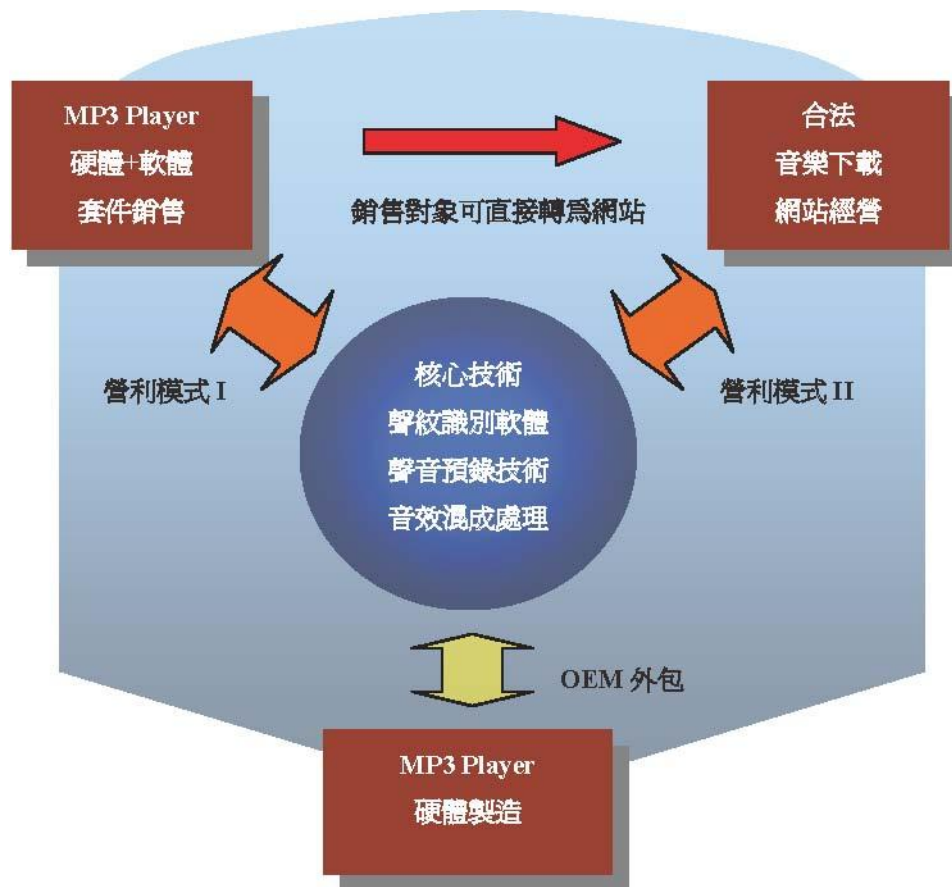 MP3 Player
硬體+軟體
套件銷售
合法
音樂下載
網站經營
銷售對象可直接轉爲網站
營利模式 I
營利模式 II
核心技術
聲紋識別軟體
聲音預錄技術
音效混成處理
OEM 外包
MP3 Player
硬體製造